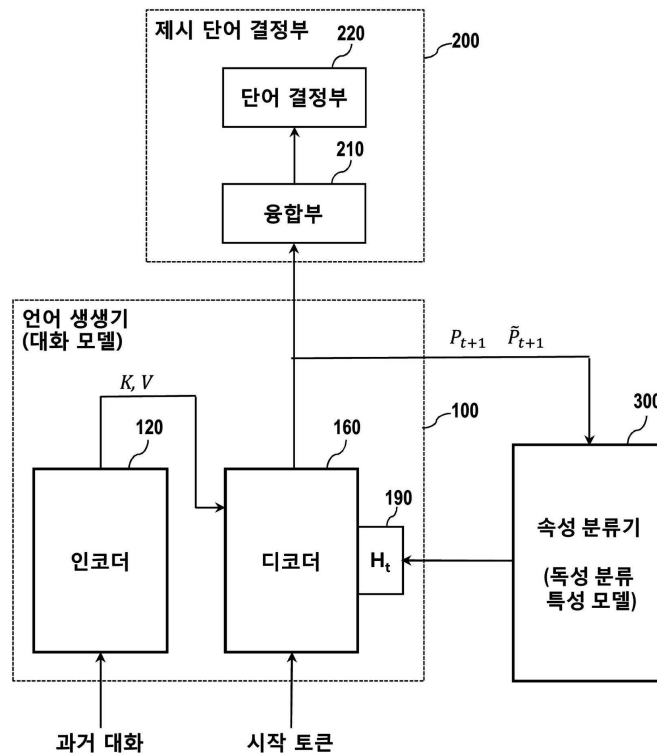 제시 단어 결정부
200
220
단어 결정부
210
융합부
언어 생생기
(대화 모델)
P_{t+1} P̃_{t+1}
K, V
100
300
120
160
190
인코더
디코더
H_t
속성 분류기
(독성 분류
특성 모델)
과거 대화
시작 토큰